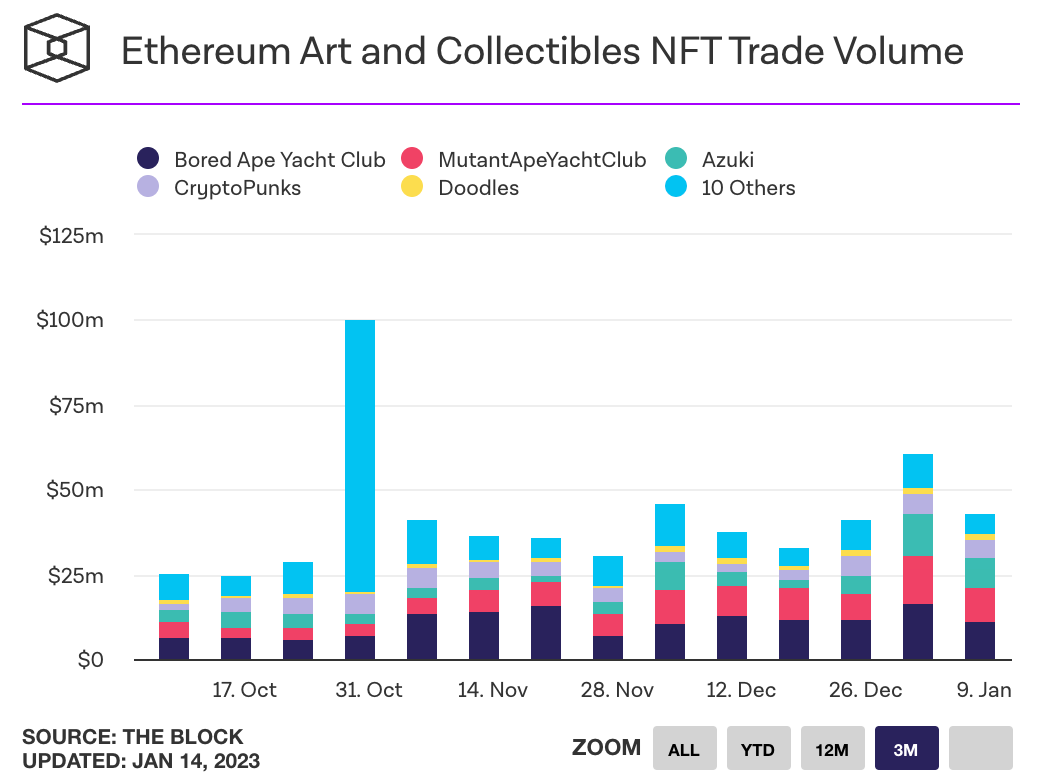 Ethereum Art and Collectibles NFT Trade Volume
Bored Ape Yacht Club MutantApeYachtClub Azuki
CryptoPunks Doodles 10 Others
$125m
$100m
$75m
$50m
$25m
$0
17. Oct 31. Oct 14. Nov 28. Nov 12. Dec 26. Dec 9. Jan
SOURCE: THE BLOCK
UPDATED: JAN 14, 2023
ZOOM ALL YTD 12M 3M